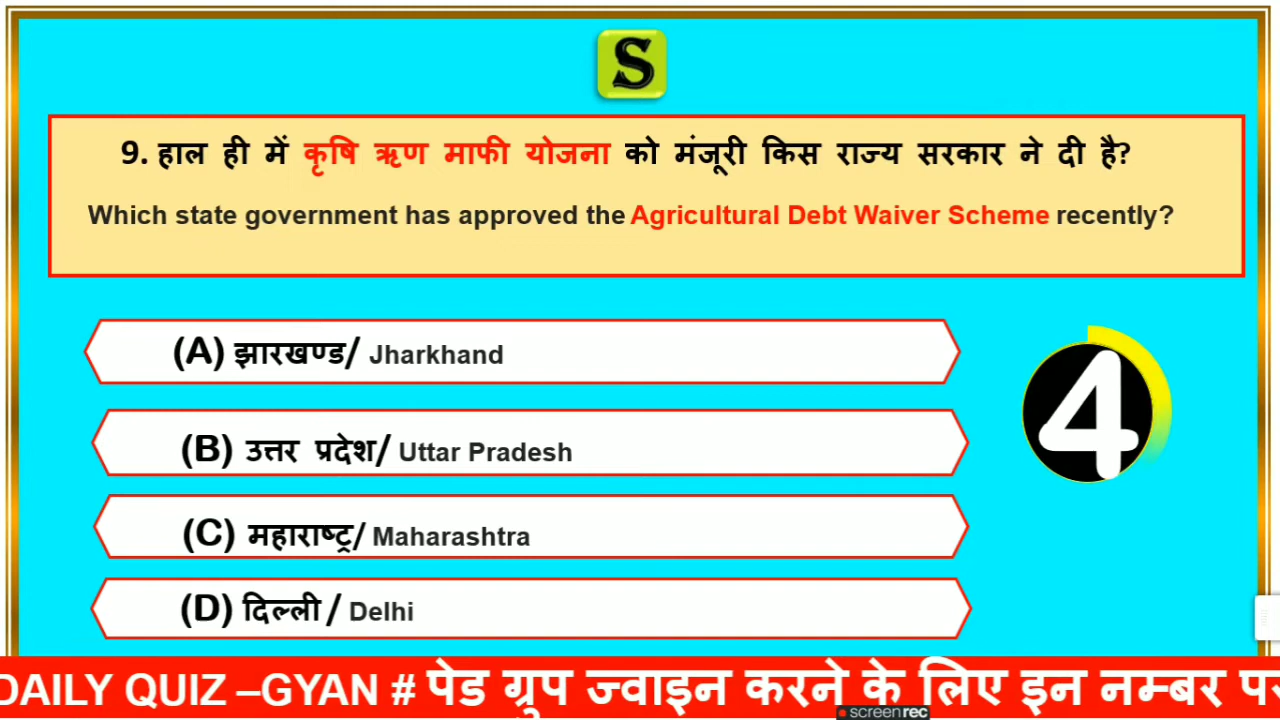 S
9. हाल ही में कृषि ऋण माफी योजना को मंजूरी किस राज्य सरकार ने दी है?
Which state government has approved the Agricultural Debt Waiver Scheme recently?
(A) झारखण्ड/ Jharkhand
4
(B) उत्तर प्रदेश/ Uttar Pradesh
(C) महाराष्ट्र/ Maharashtra
(D) दिल्ली/ Delhi
DAILY QUIZ –GYAN # पेड ग्रुप ज्वाइन करने के लिए इन नम्बर पर
screenrec